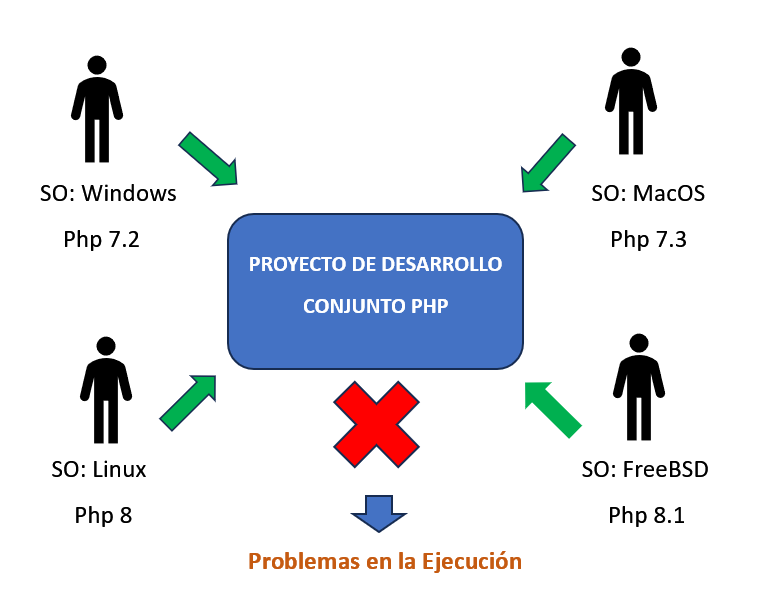 SO: Windows
Php 7.2
SO: MacOS
Php 7.3
PROYECTO DE DESARROLLO
CONJUNTO PHP
SO: Linux
Php 8
SO: FreeBSD
Php 8.1
Problemas en la Ejecución